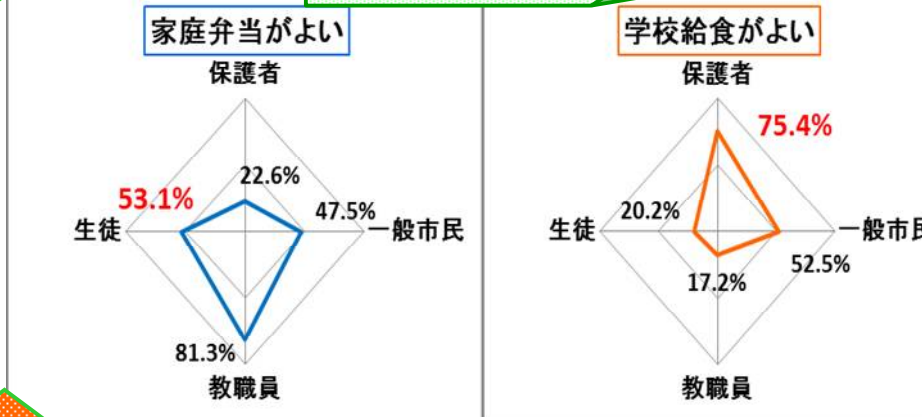 家庭弁当がよい
保護者
22.6%
53.1%
47.5%
生徒
一般市民
81.3%
教職員
学校給食がよい
保護者
75.4%
20.2%
生徒
一般市民
52.5%
17.2%
教職員